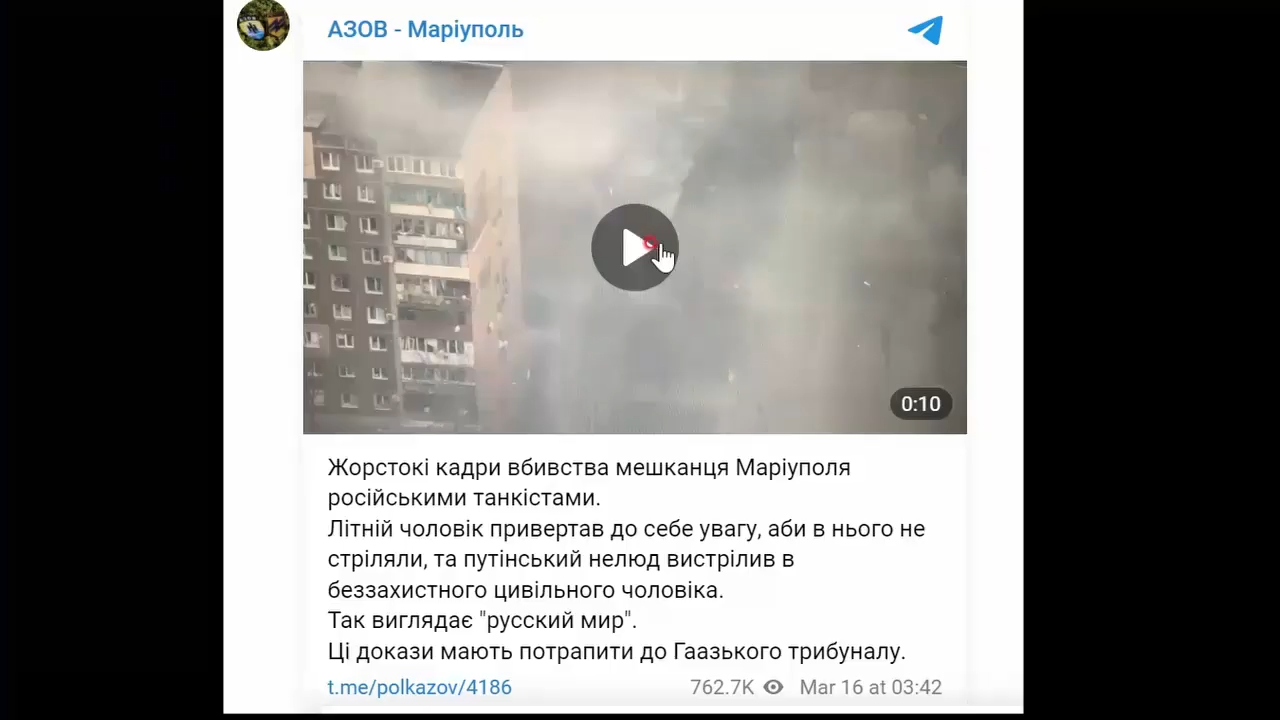 АЗОВ - Маріуполь
0:10
Жорстокі кадри вбивства мешканця Маріуполя
російськими танкістами.
Літній чоловік привертав до себе увагу, аби в нього не
стріляли, та путінський нелюд вистрілив в
беззахистного цивільного чоловіка.
Так виглядає "русский мир".
Ці докази мають потрапити до Гаазького трибуналу.
t.me/polkazov/4186 762.7K Mar 16 at 03:42